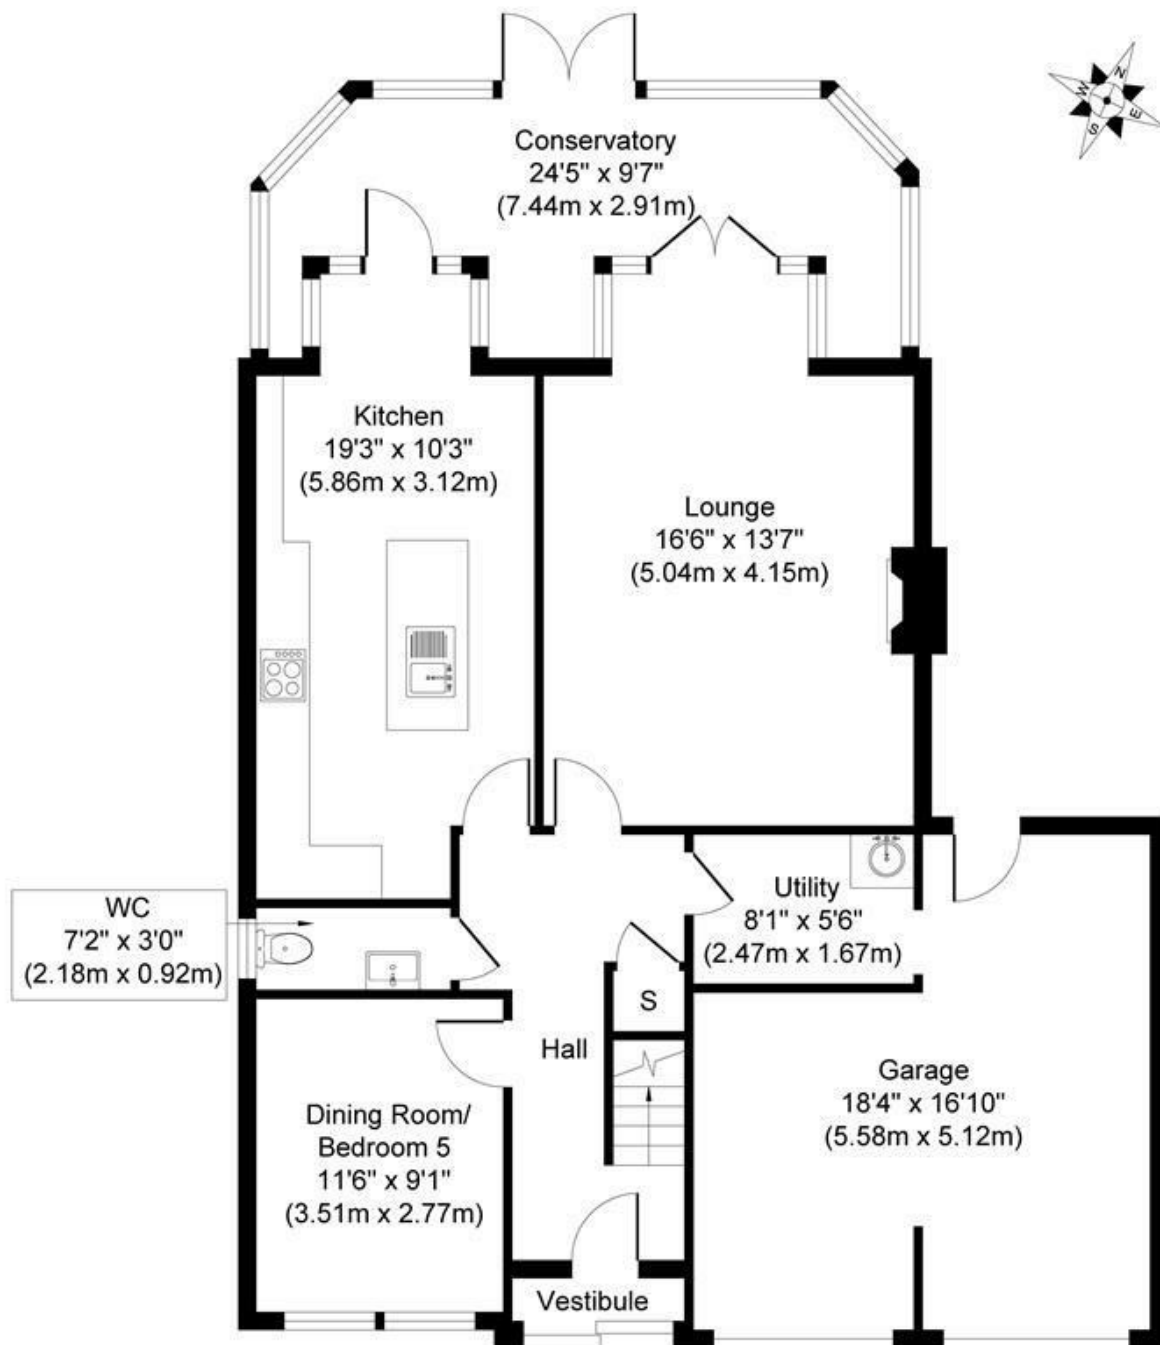 N
W
E
S
Conservatory
24'5" x 9'7"
(7.44m x 2.91m)
Kitchen
19'3" x 10'3"
(5.86m x 3.12m)
Lounge
16'6" x 13'7"
(5.04m x 4.15m)
WC
7'2" x 3'0"
(2.18m x 0.92m)
Utility
8'1" x 5'6"
(2.47m x 1.67m)
S
Hall
Garage
18'4" x 16'10"
(5.58m x 5.12m)
Dining Room/
Bedroom 5
11'6" x 9'1"
(3.51m x 2.77m)
Vestibule